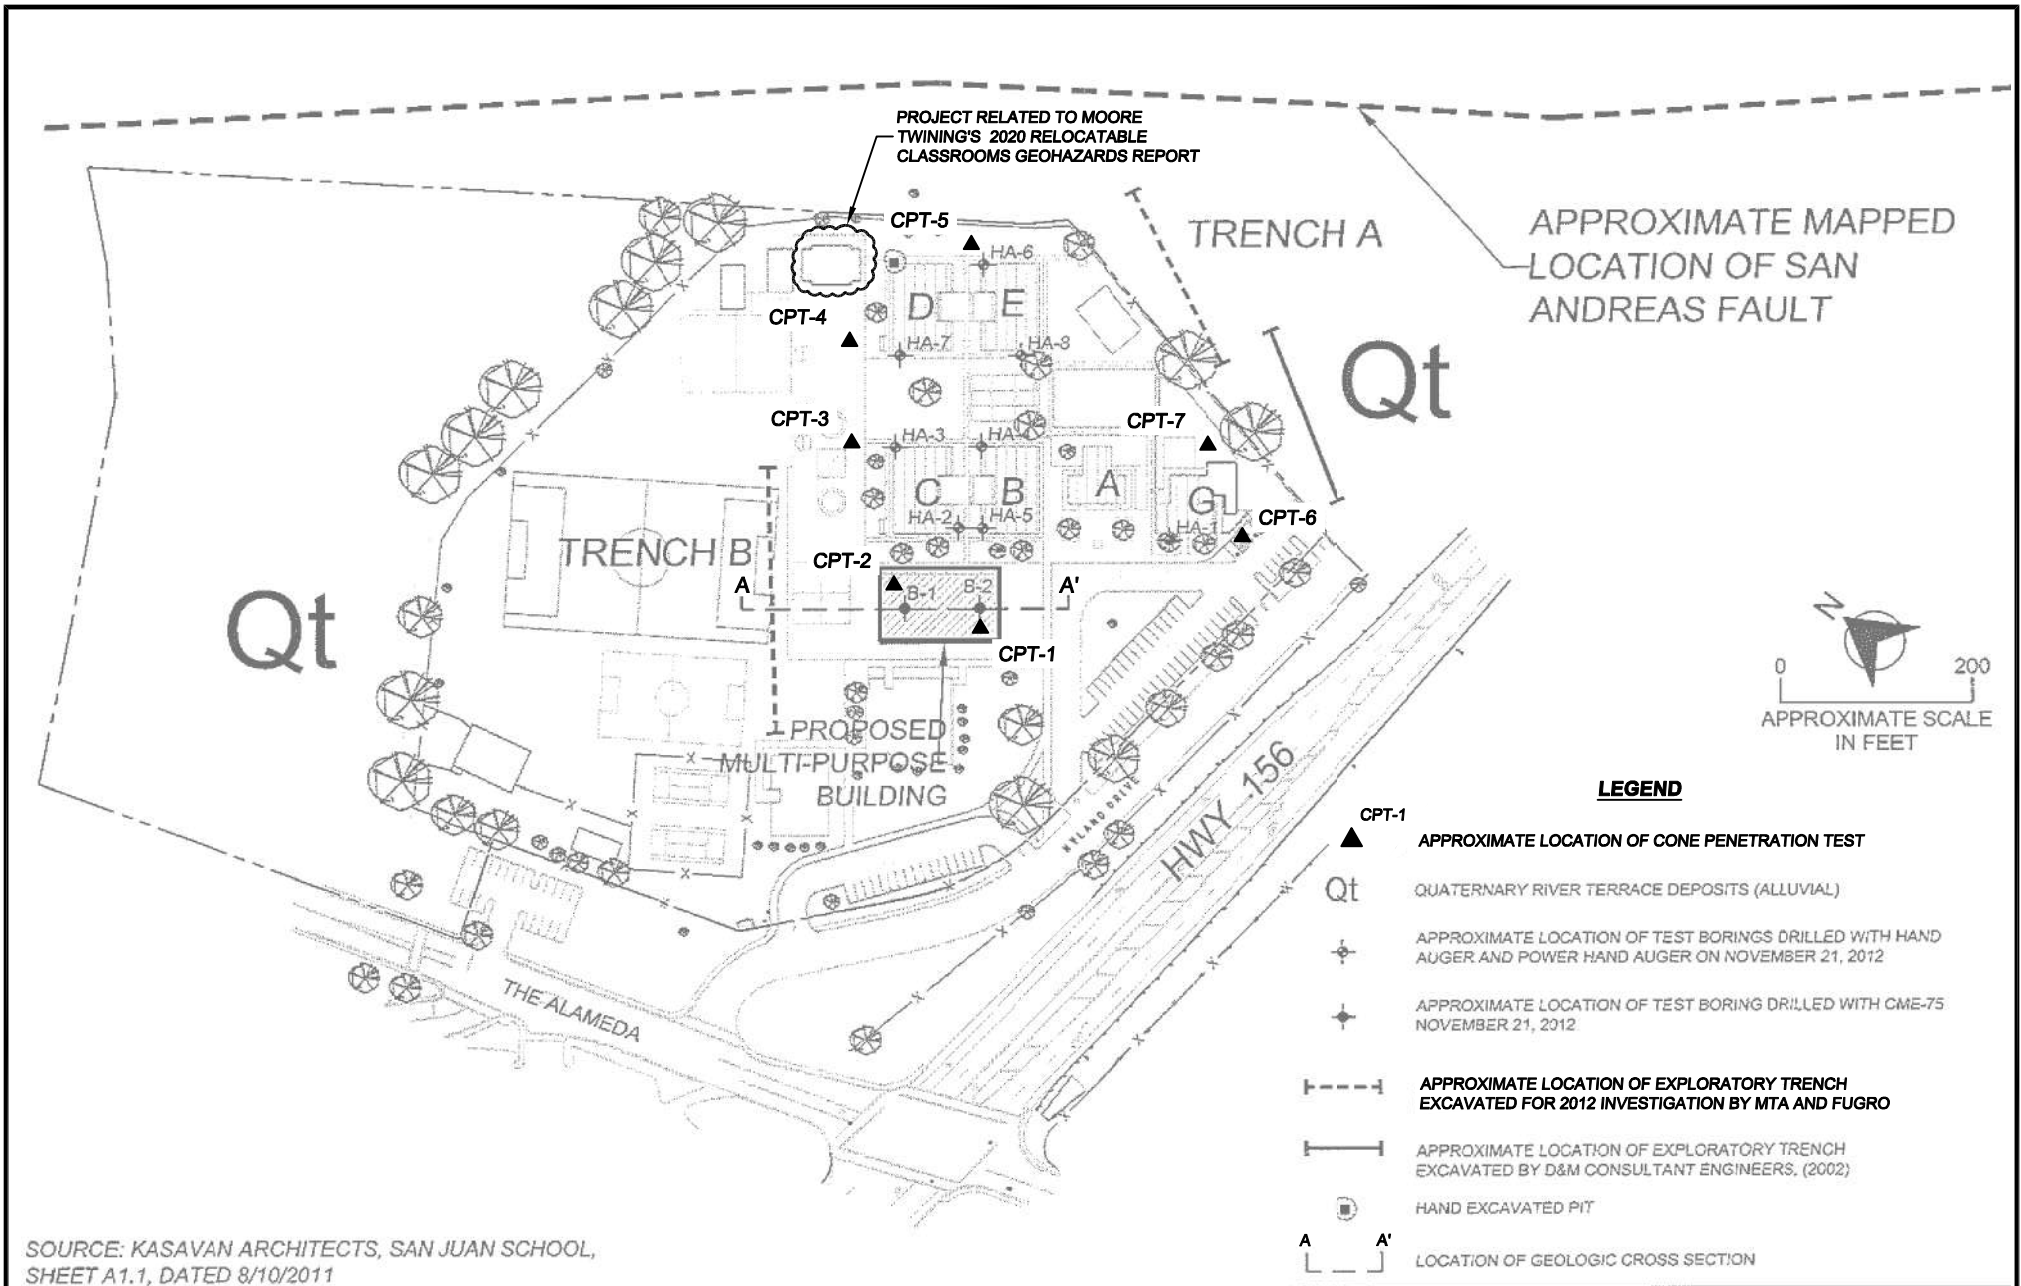 PROJECT RELATED TO MOORE
TWINING'S 2020 RELOCATABLE
CLASSROOMS GEOHAZARDS REPORT
CPT-5
TRENCH A
APPROXIMATE MAPPED
LOCATION OF SAN
ANDREAS FAULT
HA-6
D
E
CPT-4
HA-7
HA-8
Qt
CPT-3
HA-3
HA-
CPT-7
C
B
A
G
HA-2
HA-5
HA-1
CPT-6
TRENCH B
CPT-2
A
A'
B-1
B-2
Qt
CPT-1
N
0
200
APPROXIMATE SCALE
IN FEET
PROPOSED
MULTI-PURPOSE
BUILDING
HWY 156
NYLAND DRIVE
THE ALAMEDA
LEGEND
CPT-1
APPROXIMATE LOCATION OF CONE PENETRATION TEST
Qt
QUATERNARY RIVER TERRACE DEPOSITS (ALLUVIAL)
APPROXIMATE LOCATION OF TEST BORINGS DRILLED WITH HAND
AUGER AND POWER HAND AUGER ON NOVEMBER 21, 2012
APPROXIMATE LOCATION OF TEST BORING DRILLED WITH CME-75
NOVEMBER 21, 2012
APPROXIMATE LOCATION OF EXPLORATORY TRENCH
EXCAVATED FOR 2012 INVESTIGATION BY MTA AND FUGRO
APPROXIMATE LOCATION OF EXPLORATORY TRENCH
EXCAVATED BY D&M CONSULTANT ENGINEERS, (2002)
HAND EXCAVATED PIT
A
A'
LOCATION OF GEOLOGIC CROSS SECTION
SOURCE: KASAVAN ARCHITECTS, SAN JUAN SCHOOL,
SHEET A1.1, DATED 8/10/2011